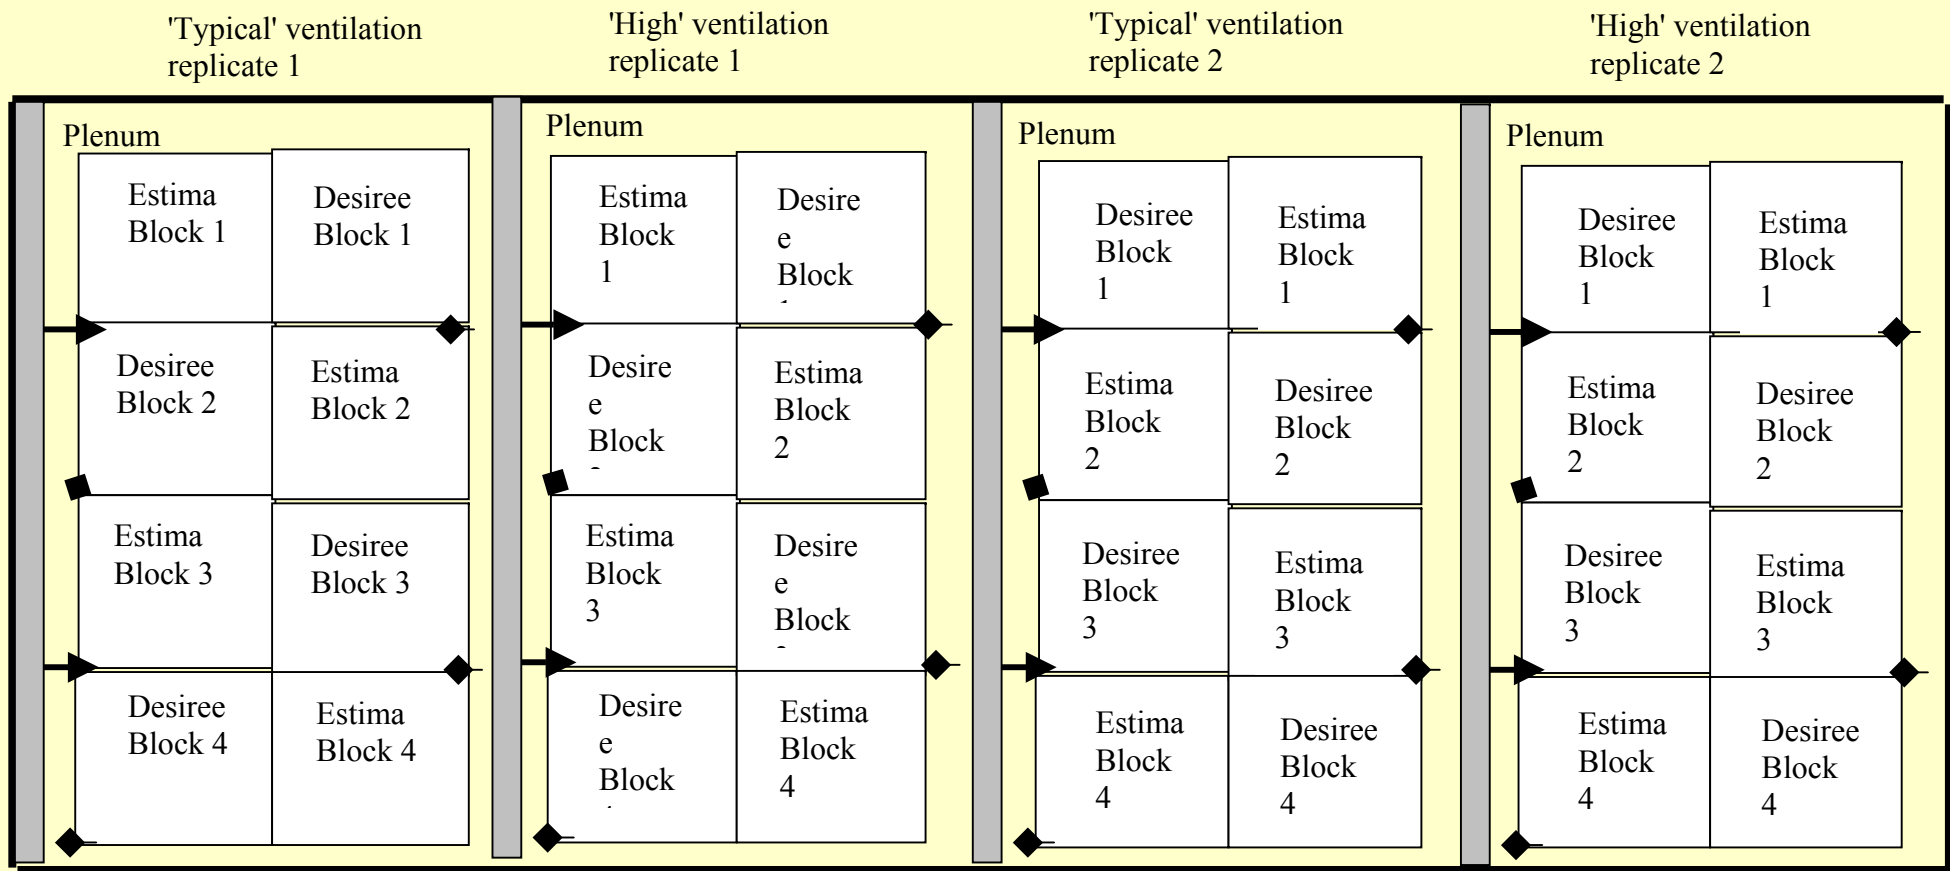 'Typical' ventilation
replicate 1
'High' ventilation
replicate 1
'Typical' ventilation
replicate 2
'High' ventilation
replicate 2
Plenum
Estima
Block 1
Desiree
Block 1
Desiree
Block 2
Estima
Block 2
Estima
Block 3
Desiree
Block 3
Desiree
Block 4
Estima
Block 4
Plenum
Estima
Block
1
Desire
e
Block
Desire
e
Block
Estima
Block
2
Estima
Block
3
Desire
e
Block
Desire
e
Block
Estima
Block
4
Plenum
Desiree
Block
1
Estima
Block
1
Estima
Block
2
Desiree
Block
2
Desiree
Block
3
Estima
Block
3
Estima
Block
4
Desiree
Block
4
Plenum
Desiree
Block
1
Estima
Block
1
Estima
Block
2
Desiree
Block
2
Desiree
Block
3
Estima
Block
3
Estima
Block
4
Desiree
Block
4